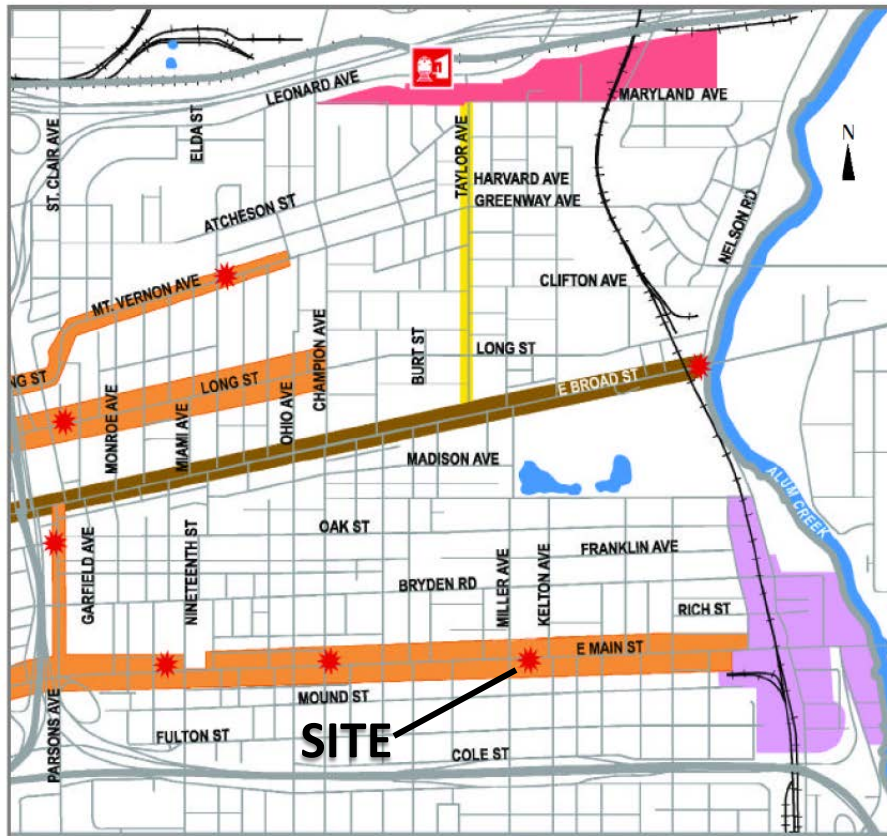 LEONARD AVE
MARYLAND AVE
ST. CLAIR AVE
ELDA ST
TAYLOR AVE
N
HARVARD AVE
GREENWAY AVE
ATCHESON ST
NELSON RD
CLIFTON AVE
MT. VERNON AVE
CHAMPION AVE
BURT ST
LONG ST
NG ST
LONG ST
E BROAD ST
OHIO AVE
MONROE AVE
MIAMI AVE
MADISON AVE
ALUM CREEK
OAK ST
GARFIELD AVE
NINETEENTH ST
MILLER AVE
KELTON AVE
FRANKLIN AVE
BRYDEN RD
RICH ST
E MAIN ST
MOUND ST
PARSONS AVE
FULTON ST
SITE
COLE ST